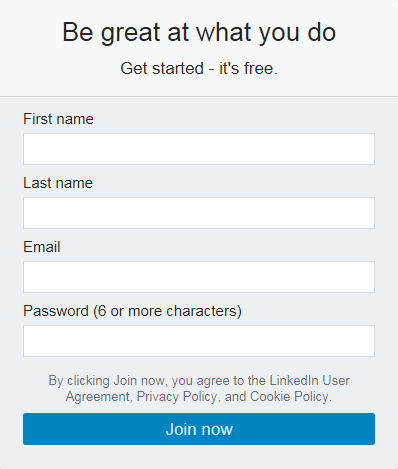 Be great at what you do
Get started - it's free.
First name
Last name
Email
Password (6 or more characters)
By clicking Join now, you agree to the LinkedIn User
Agreement, Privacy Policy, and Cookie Policy.
Join now